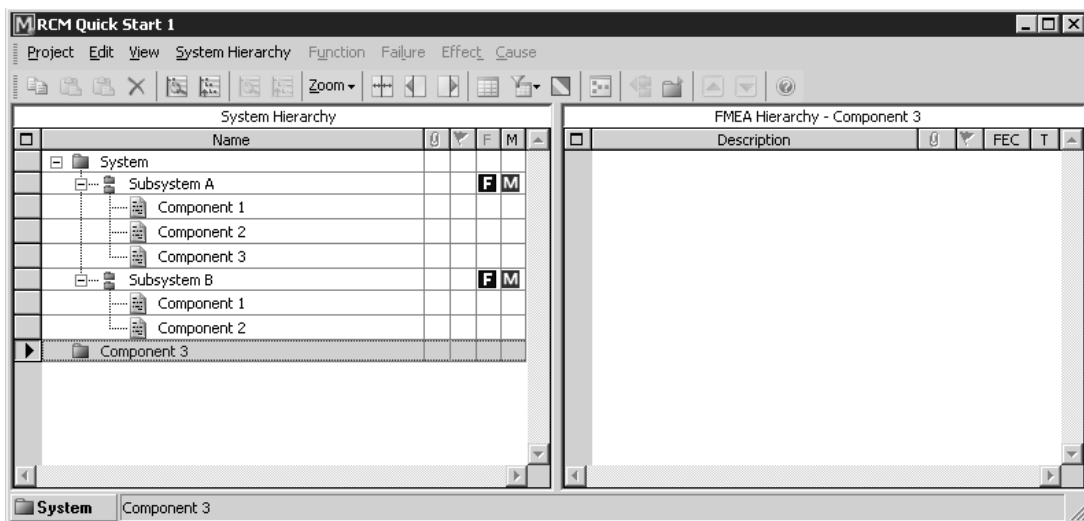 M RCM Quick Start 1
Project Edit View System Hierarchy Function Failure Effect Cause
Zoom
System Hierarchy
Name F M
System
Subsystem A F M
Component 1
Component 2
Component 3
Subsystem B F M
Component 1
Component 2
Component 3
FMEA Hierarchy - Component 3
Description FEC T
System Component 3